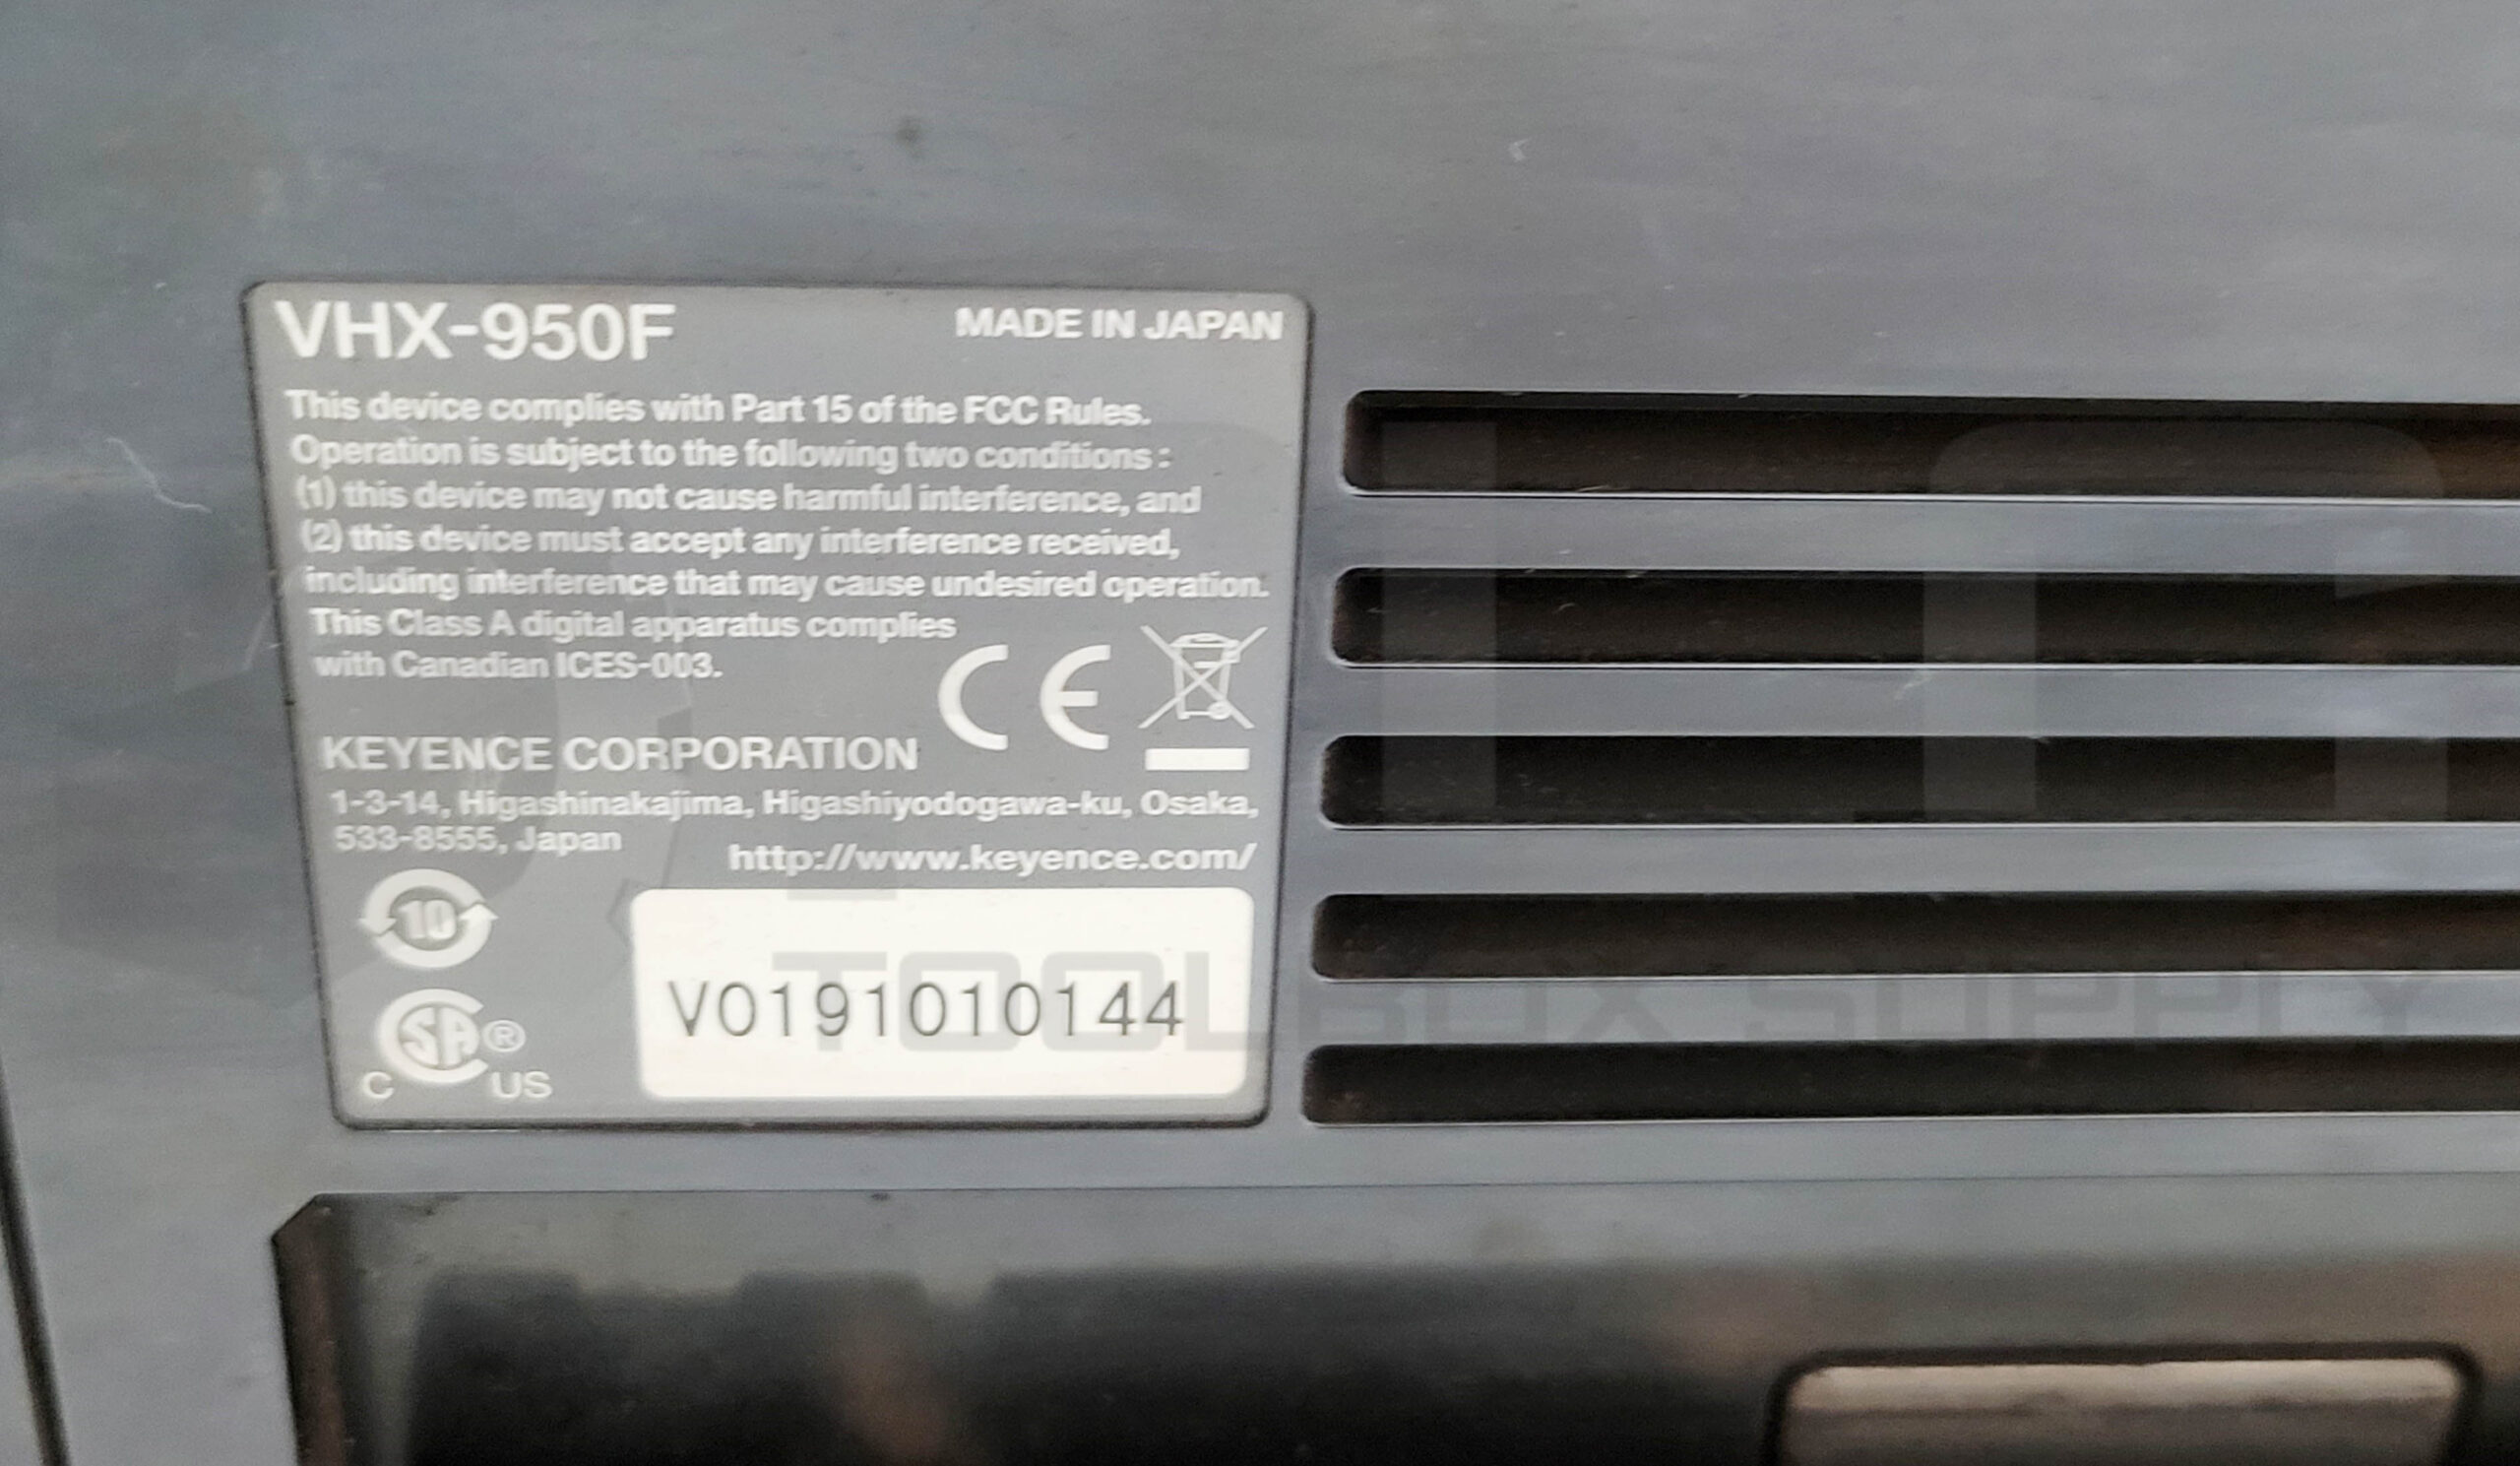 VHX-950F MADE IN JAPAN
This device complies with Part 15 of the FCC Rules.
Operation is subject to the following two conditions :
(1) this device may not cause harmful interference, and
(2) this device must accept any interference received,
including interference that may cause undesired operation.
This Class A digital apparatus complies
with Canadian ICES-003.
CE
KEYENCE CORPORATION
1-3-14, Higashinakajima, Higashiyodogawa-ku, Osaka,
533-8555, Japan
http://www.keyence.com/
10
V0191010144
SA ®
C US
TOOL BOX SUPPLY